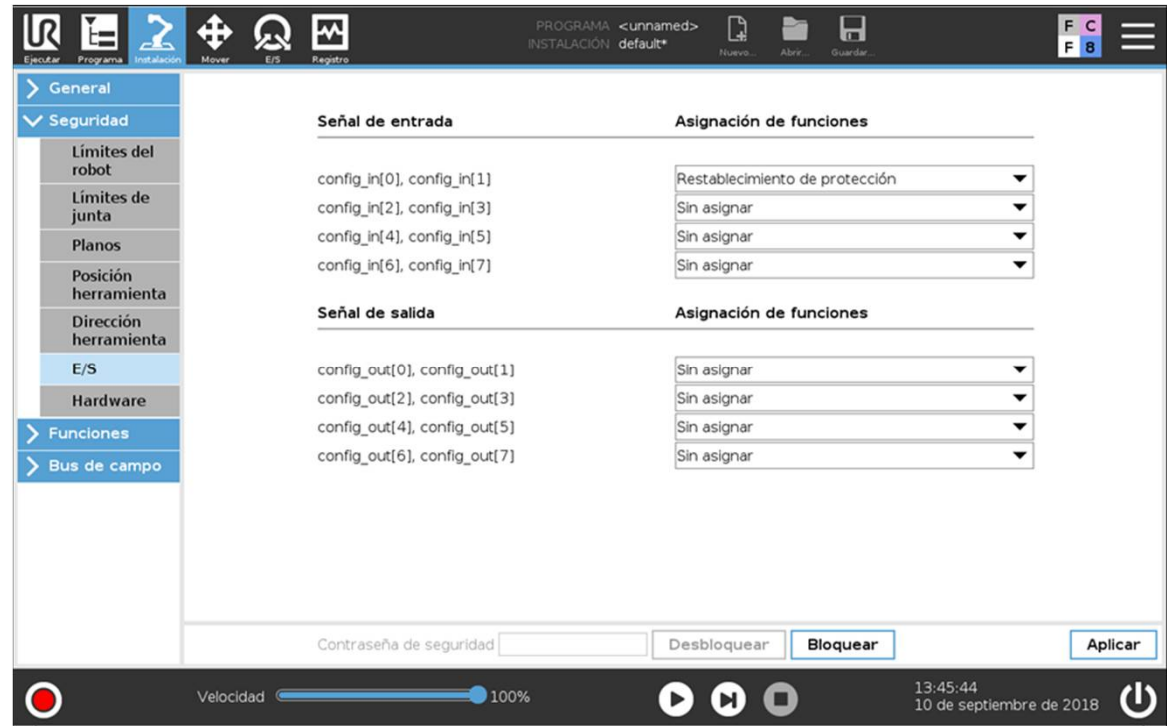 UR
PROGRAMA <unnamed>
INSTALACIÓN default*
Nuevo... Abrir... Guardar...
F C
F 8
Ejecutar Programa Instalación Mover E/S Registro
General
Seguridad
Límites del
robot
Límites de
junta
Planos
Posición
herramienta
Dirección
herramienta
E/S
Hardware
Funciones
Bus de campo
Señal de entrada Asignación de funciones
config_in[0], config_in[1] Restablecimiento de protección
config_in[2], config_in[3] Sin asignar
config_in[4], config_in[5] Sin asignar
config_in[6], config_in[7] Sin asignar
Señal de salida Asignación de funciones
config_out[0], config_out[1] Sin asignar
config_out[2], config_out[3] Sin asignar
config_out[4], config_out[5] Sin asignar
config_out[6], config_out[7] Sin asignar
Contraseña de seguridad Desbloquear Bloquear Aplicar
Velocidad 100%
13:45:44
10 de septiembre de 2018